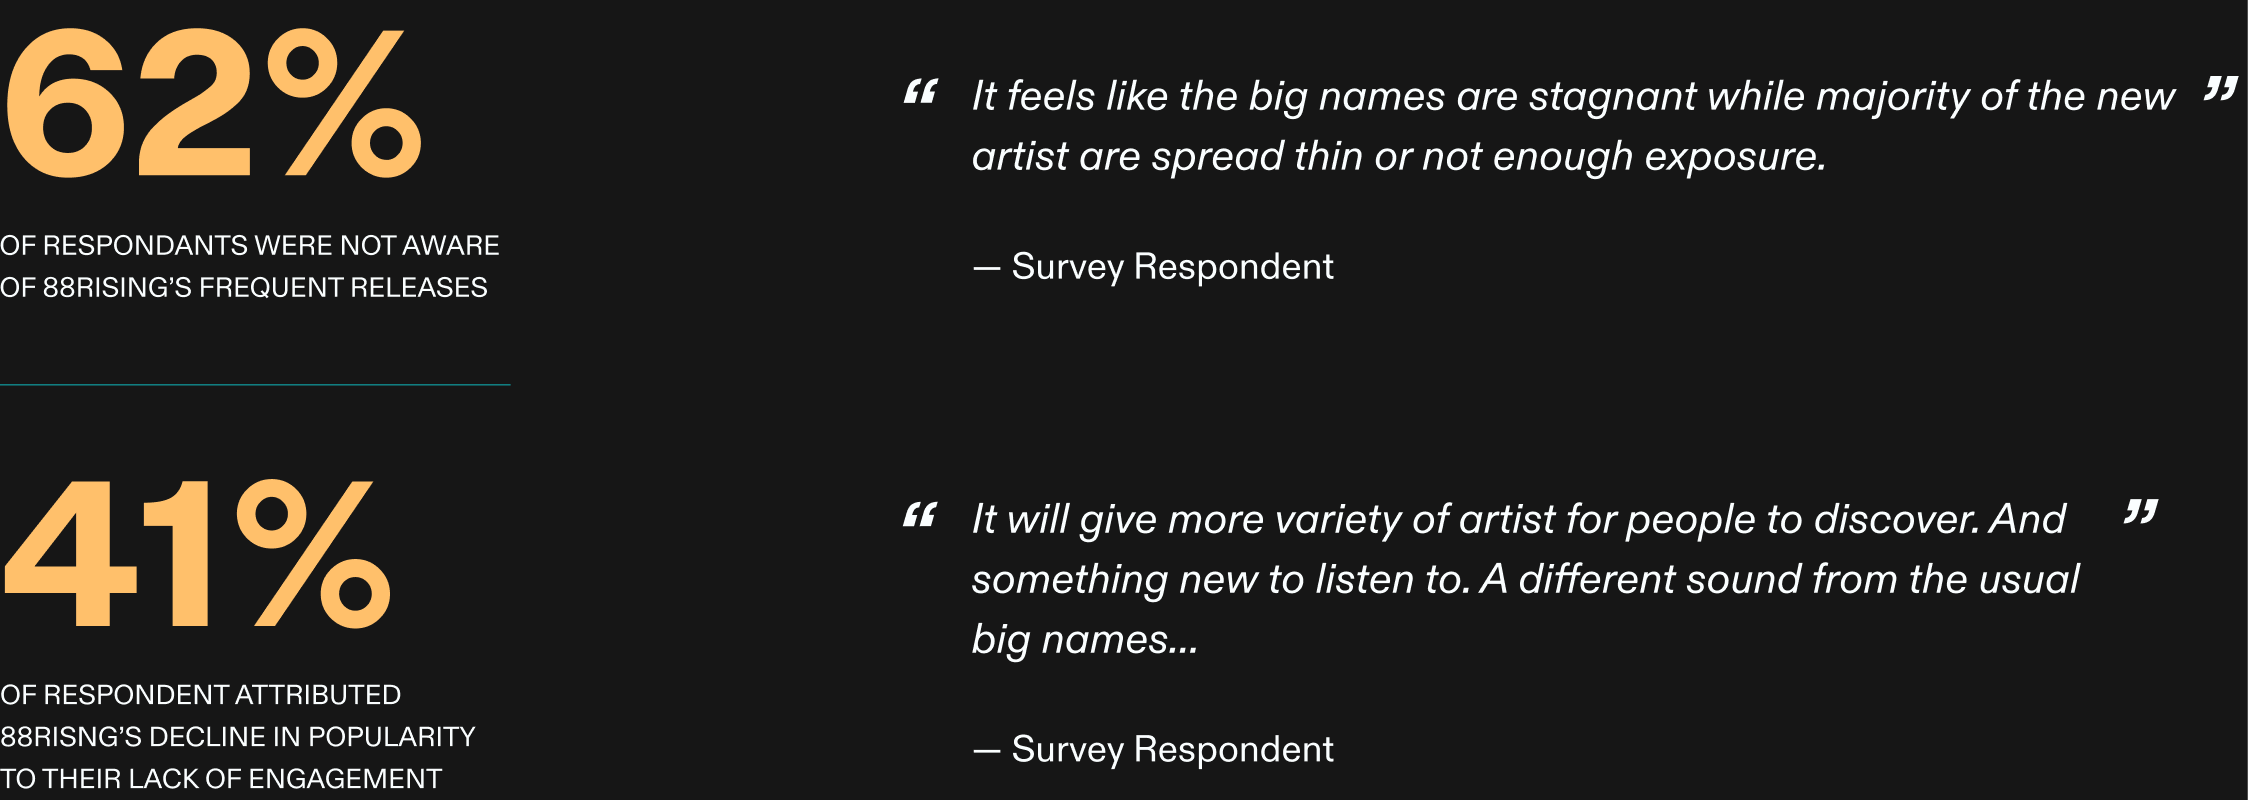 62%
OF RESPONDANTS WERE NOT AWARE
OF 88RISING’S FREQUENT RELEASES
“ It feels like the big names are stagnant while majority of the new ”
artist are spread thin or not enough exposure.
— Survey Respondent
41%
OF RESPONDENT ATTRIBUTED
88RISNG’S DECLINE IN POPULARITY
TO THEIR LACK OF ENGAGEMENT
“ It will give more variety of artist for people to discover. And ”
something new to listen to. A different sound from the usual
big names...
— Survey Respondent